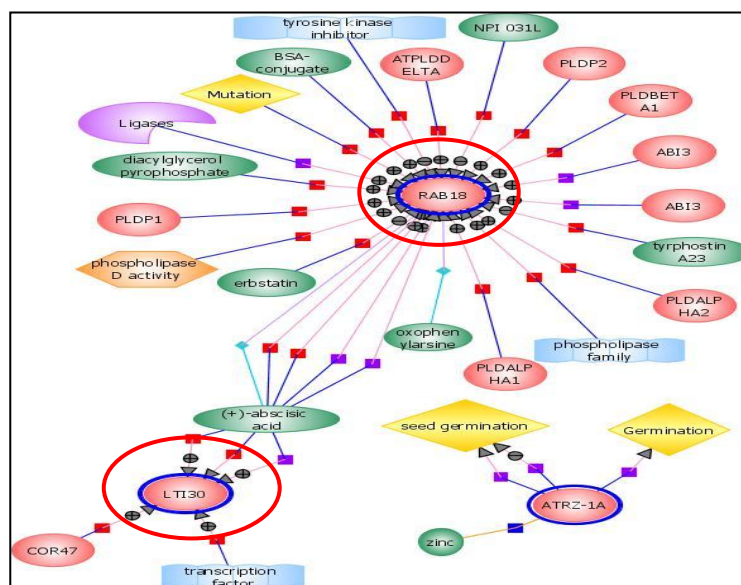 tyrosine kinase
inhibitor
NPI 031L
BSA-
conjugate
ATPLDD
ELTA
PLDP2
Mutation
PLDBET
A1
Ligases
ABI3
diacylglycerol
pyrophosphate
RAB18
ABI3
PLDP1
tyrphostin
A23
phospholipase
D activity
erbstatin
PLDALP
HA2
oxophen
ylarsine
phospholipase
family
PLDALP
HA1
(+)-abscisic
acid
seed germination
Germination
LTI30
ATRZ-1A
COR47
zinc
transcription
factor